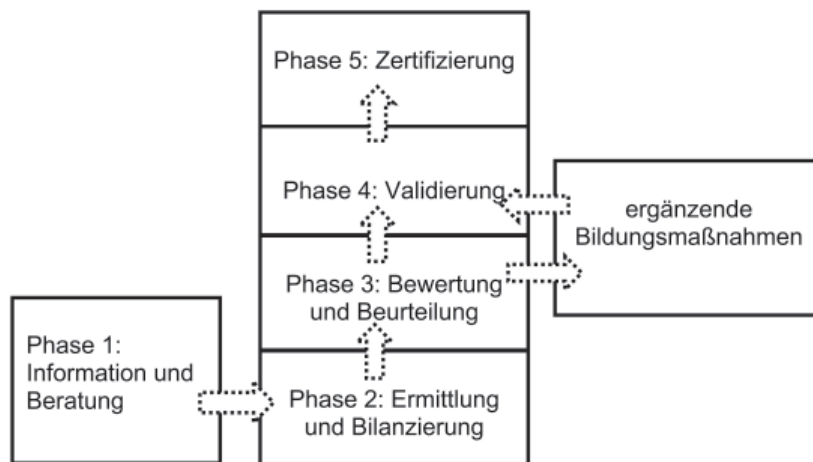 Phase 5: Zertifizierung
Phase 4: Validierung
ergänzende
Bildungsmaßnahmen
Phase 3: Bewertung
und Beurteilung
Phase 1:
Information und
Beratung
Phase 2: Ermittlung
und Bilanzierung